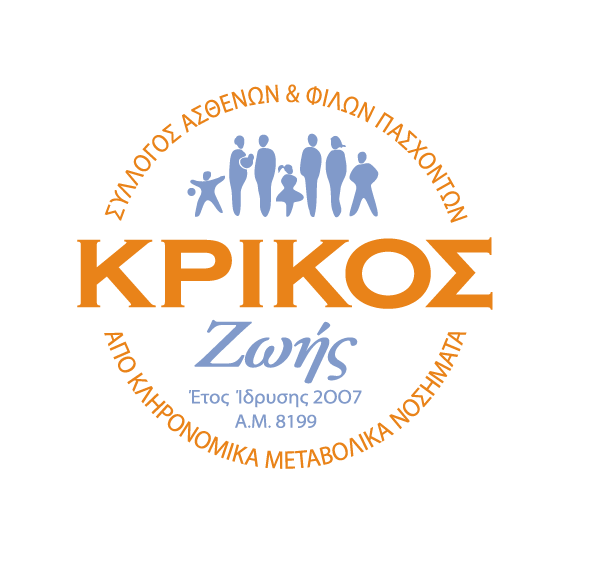 ΣΥΛΛΟΓΟΣ ΑΣΘΕΝΩΝ & ΦΙΛΩΝ ΠΑΣΧΟΝΤΩΝ
ΚΡΙΚΟΣ
Ζωής
Έτος Ίδρυσης 2007
Α.Μ. 8199
ΑΠΟ ΚΛΗΡΟΝΟΜΙΚΑ ΜΕΤΑΒΟΛΙΚΑ ΝΟΣΗΜΑΤΑ